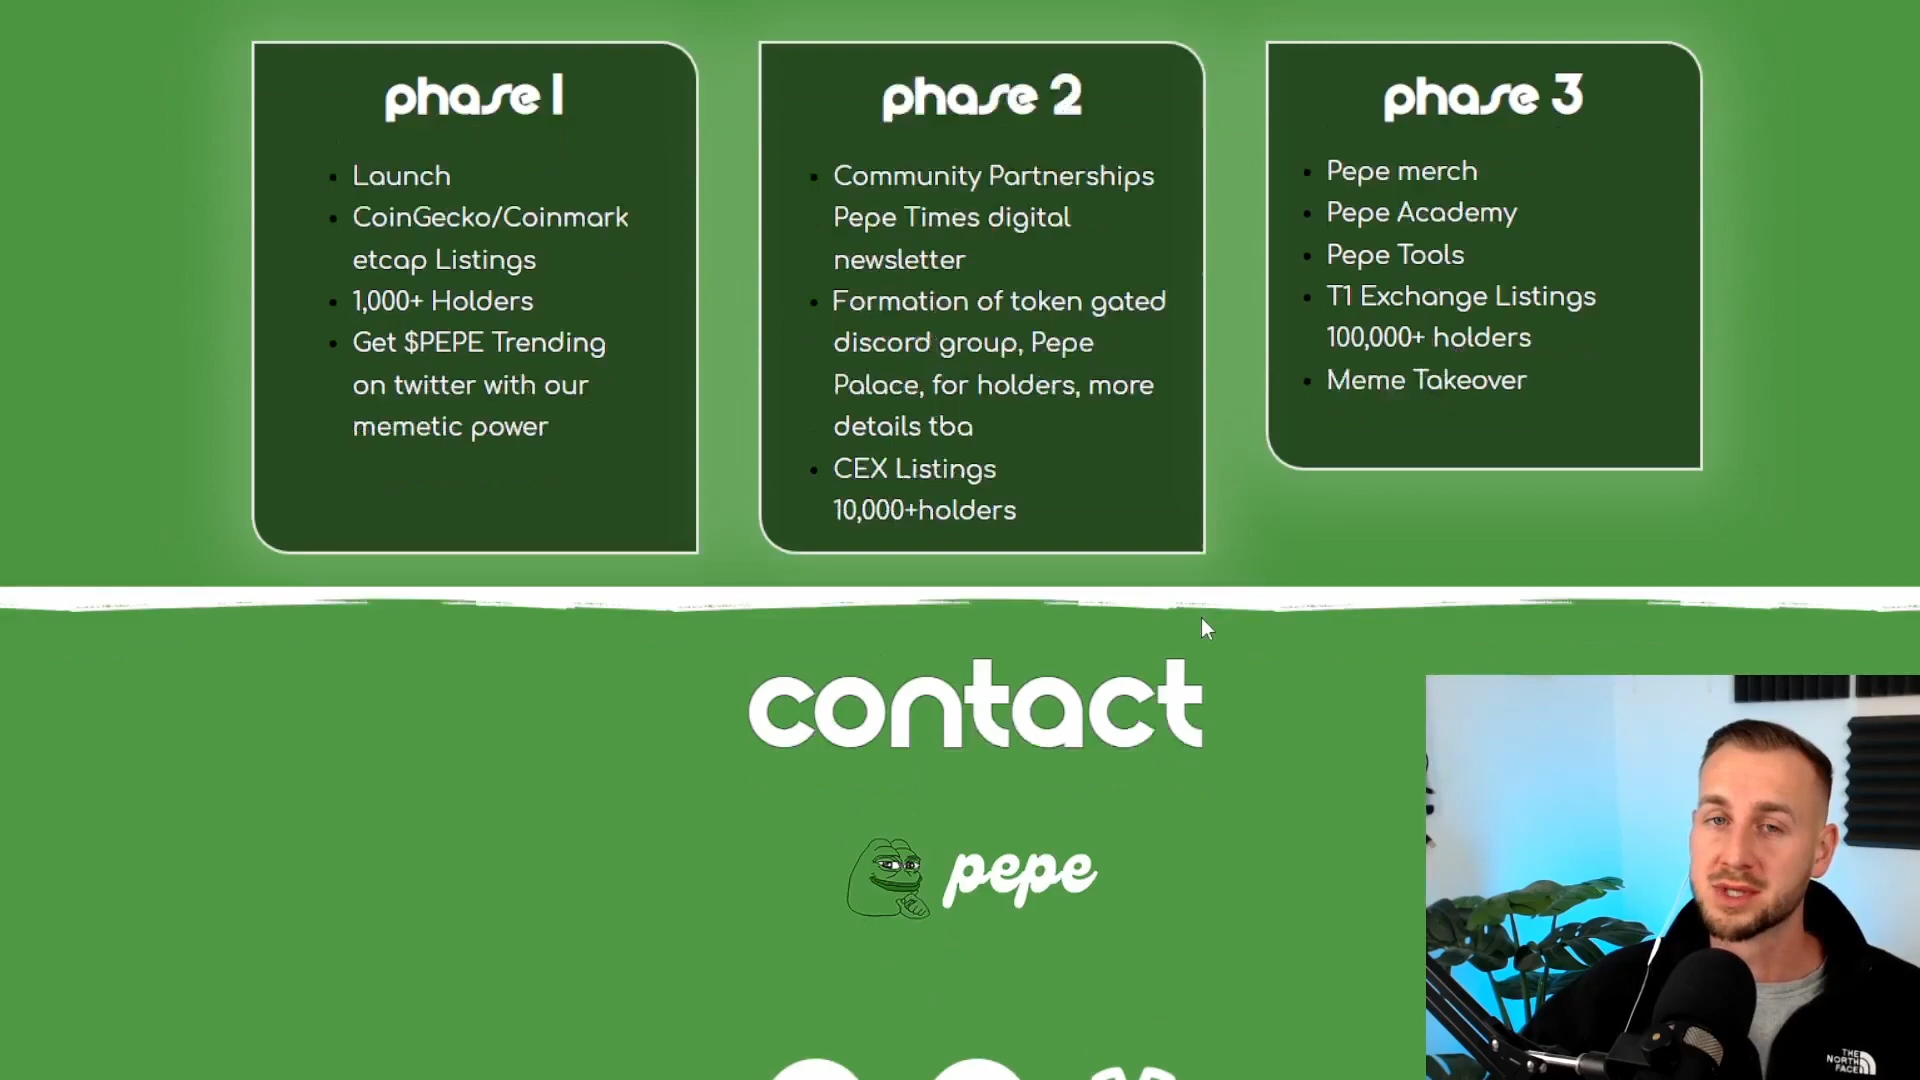 phase 1
Launch
CoinGecko/Coinmark
etcap Listings
1,000+ Holders
Get $PEPE Trending
on twitter with our
memetic power
phase 2
Community Partnerships
Pepe Times digital
newsletter
Formation of token gated
discord group, Pepe
Palace, for holders, more
details tba
CEX Listings
10,000+holders
phase 3
Pepe merch
Pepe Academy
Pepe Tools
T1 Exchange Listings
100,000+ holders
Meme Takeover
contact
pepe
THE
NORTH
FACE